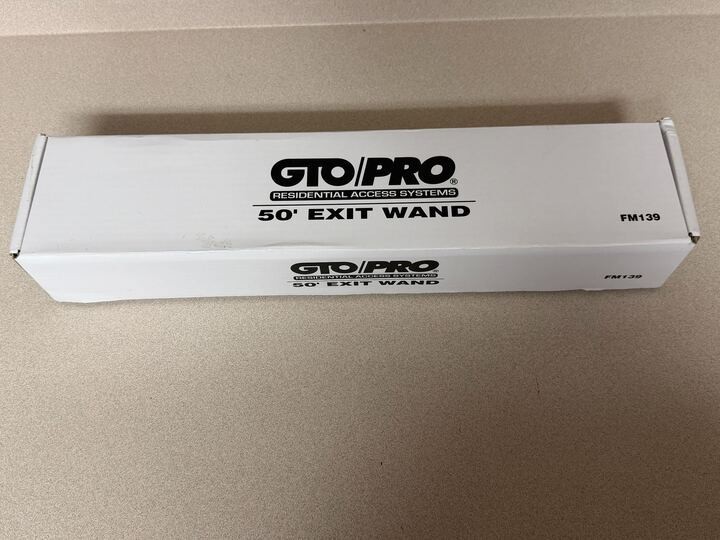 GTO/PRO®
RESIDENTIAL ACCESS SYSTEMS
50' EXIT WAND
FM139
GTO/PRO®
RESIDENTIAL ACCESS SYSTEMS
50' EXIT WAND
FM139